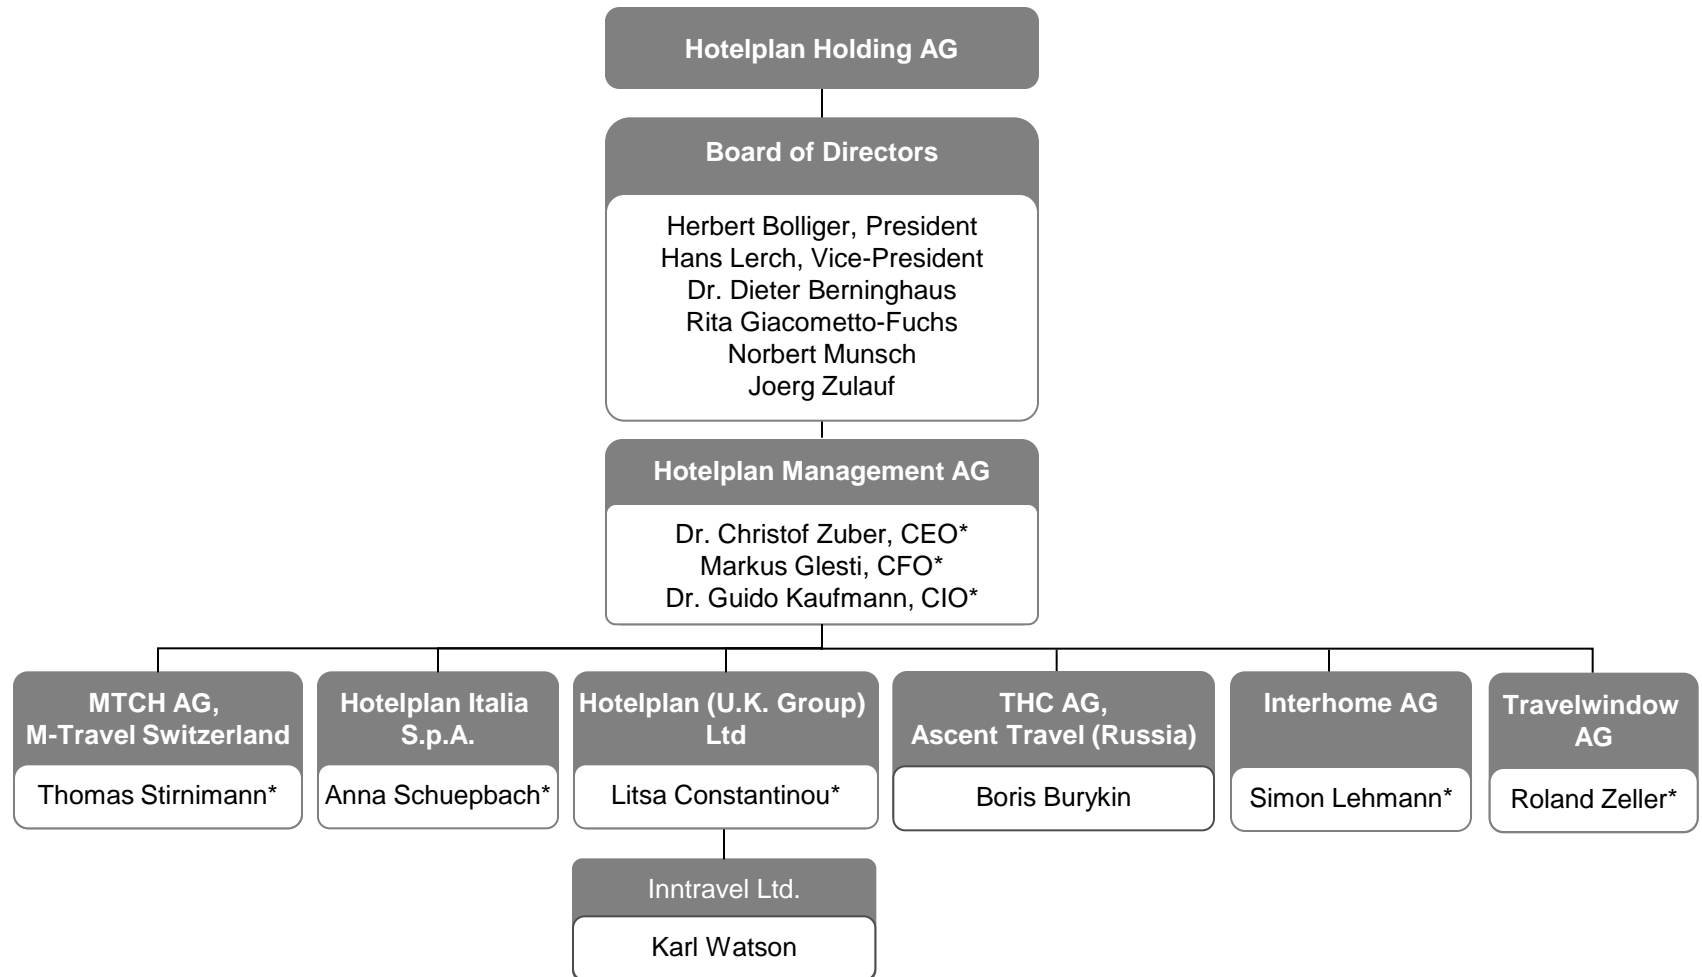 Hotelplan Holding AG
Board of Directors
Herbert Bolliger, President
Hans Lerch, Vice-President
Dr. Dieter Berninghaus
Rita Giacometto-Fuchs
Norbert Munsch
Joerg Zulauf
Hotelplan Management AG
Dr. Christof Zuber, CEO*
Markus Glesti, CFO*
Dr. Guido Kaufmann, CIO*
MTCH AG,
M-Travel Switzerland
Thomas Stirnimann*
Hotelplan Italia
S.p.A.
Anna Schuepbach*
Hotelplan (U.K. Group)
Ltd
Litsa Constantinou*
THC AG,
Ascent Travel (Russia)
Boris Burykin
Interhome AG
Simon Lehmann*
Travelwindow
AG
Roland Zeller*
Inntravel Ltd.
Karl Watson